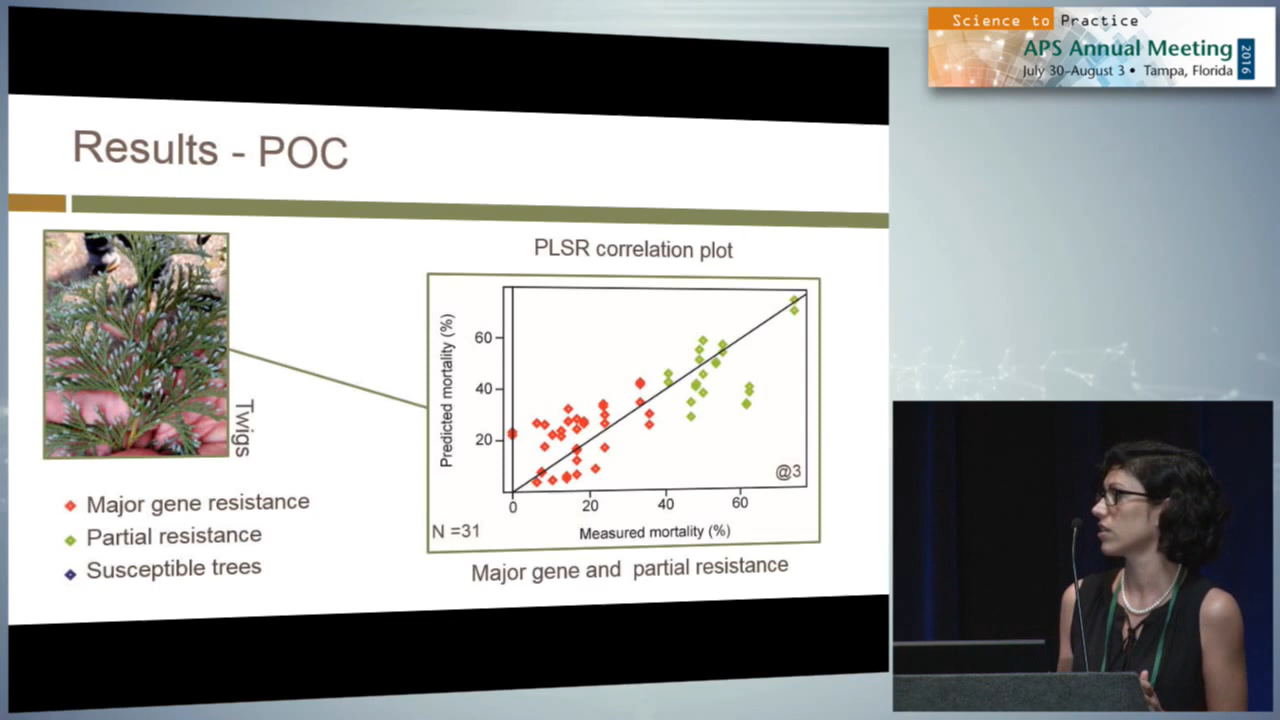 Science to Practice
APS Annual Meeting
2016
July 30–August 3 • Tampa, Florida
Results - POC
Twigs
Major gene resistance
Partial resistance
Susceptible trees
PLSR correlation plot
Predicted mortality (%)
60
40
20
0
20
40
60
@3
N =31
Measured mortality (%)
Major gene and partial resistance